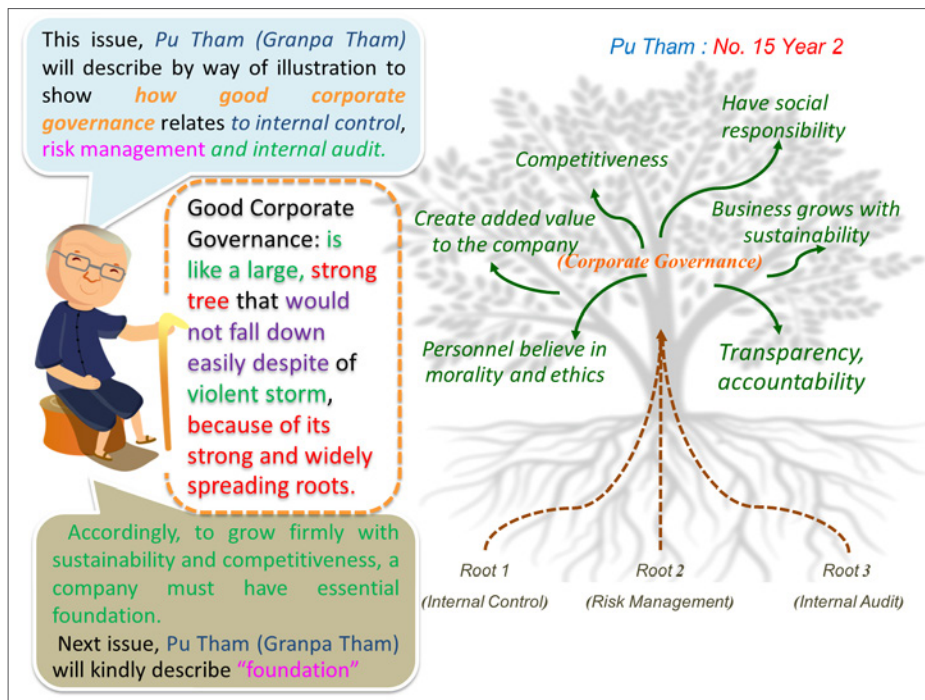 This issue, Pu Tham (Granpa Tham)
will describe by way of illustration to
show how good corporate
governance relates to internal control,
risk management and internal audit.
Good Corporate
Governance: is
like a large, strong
tree that would
not fall down
easily despite of
violent storm,
because of its
strong and widely
spreading roots.
Accordingly, to grow firmly with
sustainability and competitiveness, a
company must have essential
foundation.
Next issue, Pu Tham (Granpa Tham)
will kindly describe “foundation”
Pu Tham : No. 15 Year 2
Have social
responsibility
Competitiveness
Create added value
to the company
Business grows with
sustainability
(Corporate Governance)
Personnel believe in
morality and ethics
Transparency,
accountability
Root 1
(Internal Control)
Root 2
(Risk Management)
Root 3
(Internal Audit)